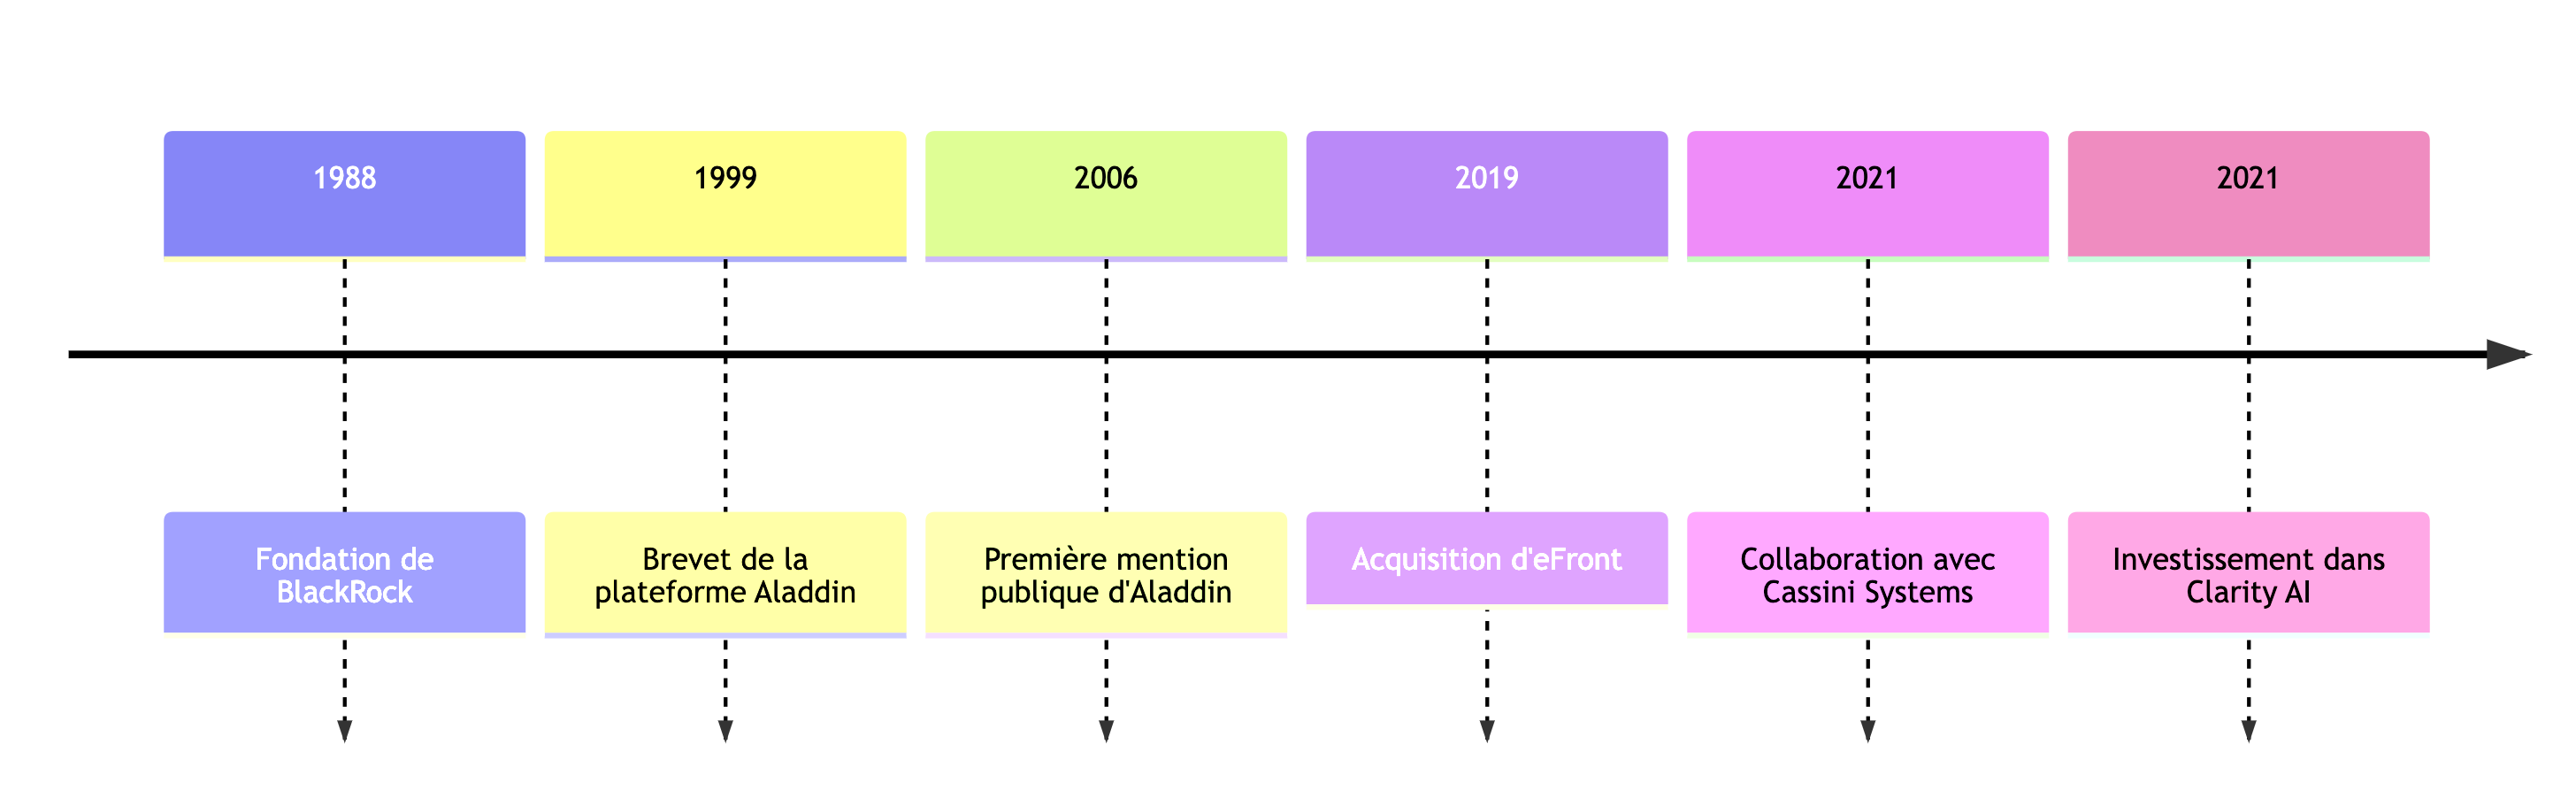 1988
1999
2006
2019
2021
2021
Fondation de
BlackRock
Brevet de la
plateforme Aladdin
Première mention
publique d'Aladdin
Acquisition d'eFront
Collaboration avec
Cassini Systems
Investissement dans
Clarity AI